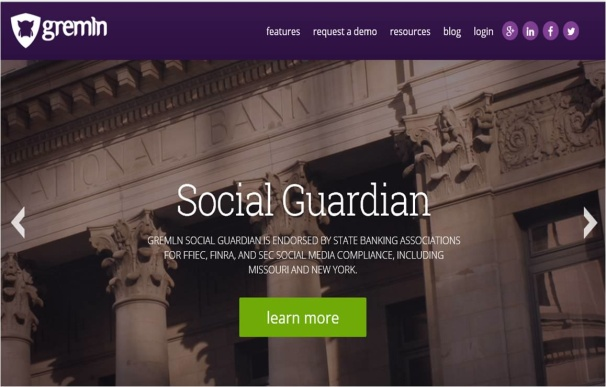 gremln
features request a demo resources blog login
NATIONAL BANK
Social Guardian
GREMLN SOCIAL GUARDIAN IS ENDORSED BY STATE BANKING ASSOCIATIONS
FOR FFIEC, FINRA, AND SEC SOCIAL MEDIA COMPLIANCE, INCLUDING
MISSOURI AND NEW YORK.
learn more